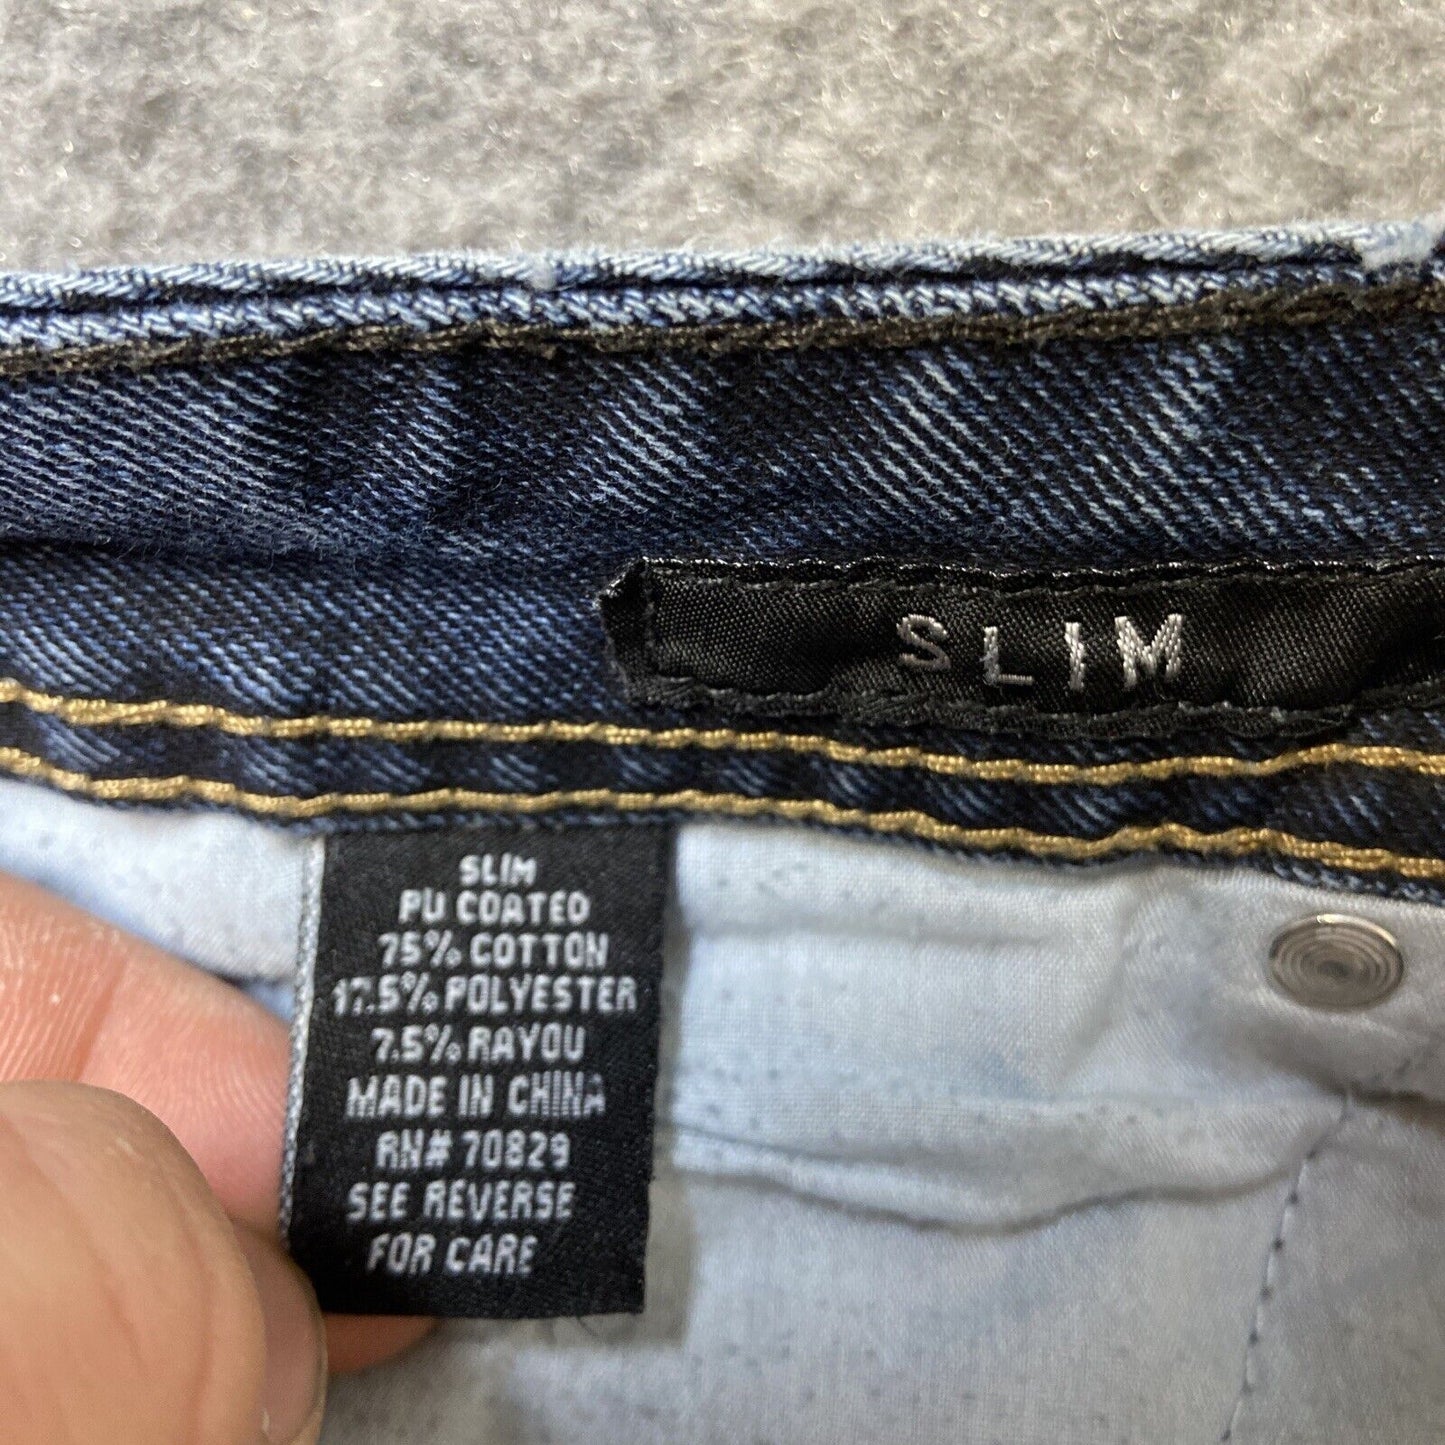 SLIM
SLIM
PU COATED
75% COTTON
17.5% POLYESTER
7.5% RAYOU
MADE IN CHINA
RN# 70829
SEE REVERSE
FOR CARE